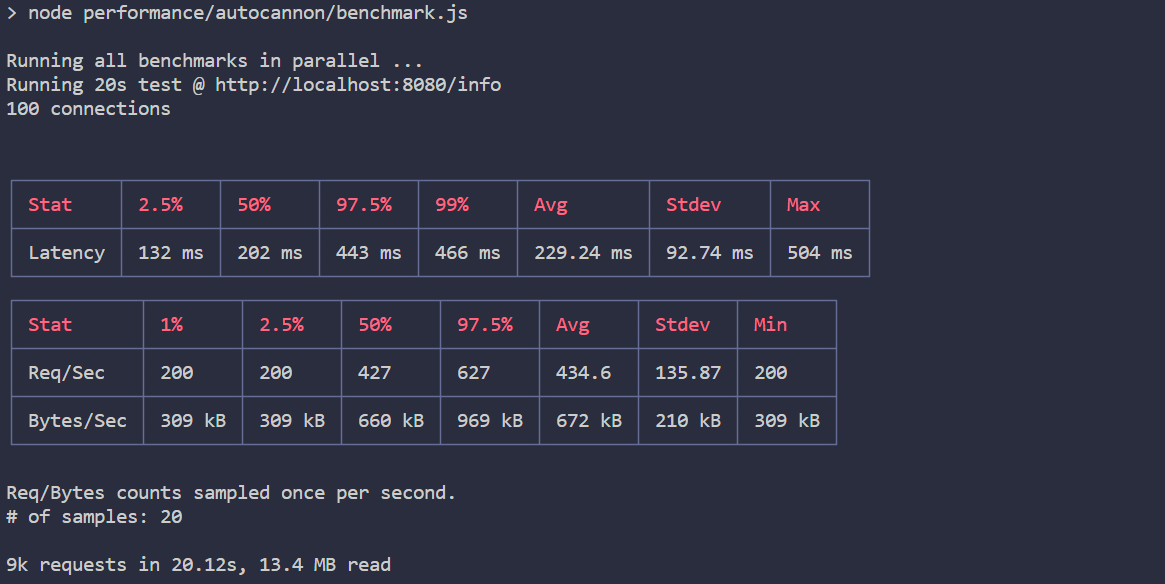 > node performance/autocannon/benchmark.js
Running all benchmarks in parallel ...
Running 20s test @ http://localhost:8080/info
100 connections
Stat 2.5% 50% 97.5% 99% Avg Stdev Max
Latency 132 ms 202 ms 443 ms 466 ms 229.24 ms 92.74 ms 504 ms
Stat 1% 2.5% 50% 97.5% Avg Stdev Min
Req/Sec 200 200 427 627 434.6 135.87 200
Bytes/Sec 309 kB 309 kB 660 kB 969 kB 672 kB 210 kB 309 kB
Req/Bytes counts sampled once per second.
# of samples: 20
9k requests in 20.12s, 13.4 MB read